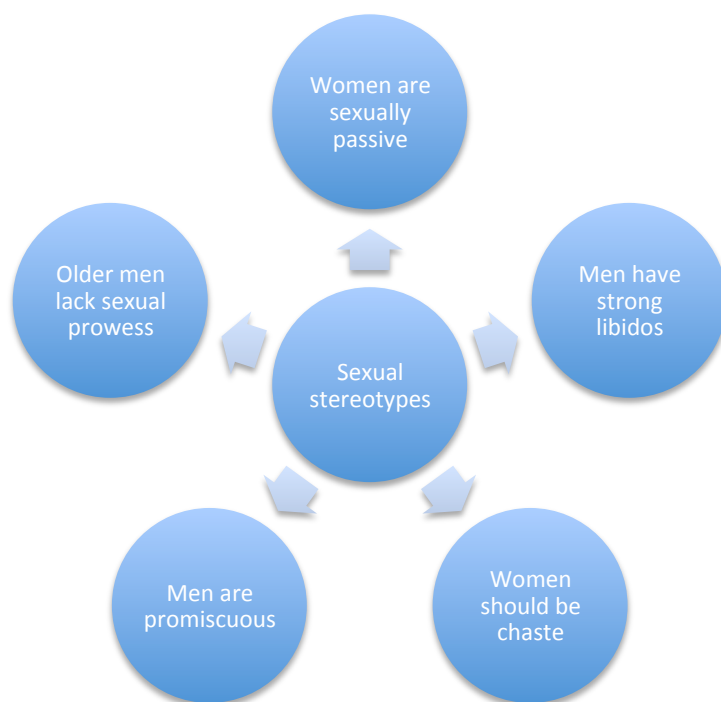 Women are
sexually
passive
Older men
lack sexual
prowess
Men have
strong
libidos
Sexual
stereotypes
Men are
promiscuous
Women
should be
chaste